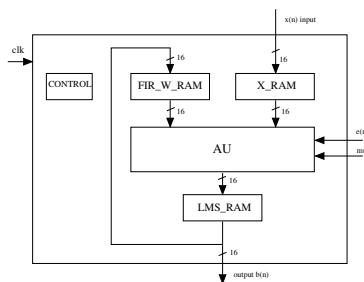 x(n) input
clk
16
16
CONTROL
FIR_W_RAM
X_RAM
16
16
AU
e(n
16
LMS_RAM
16
output b(n)